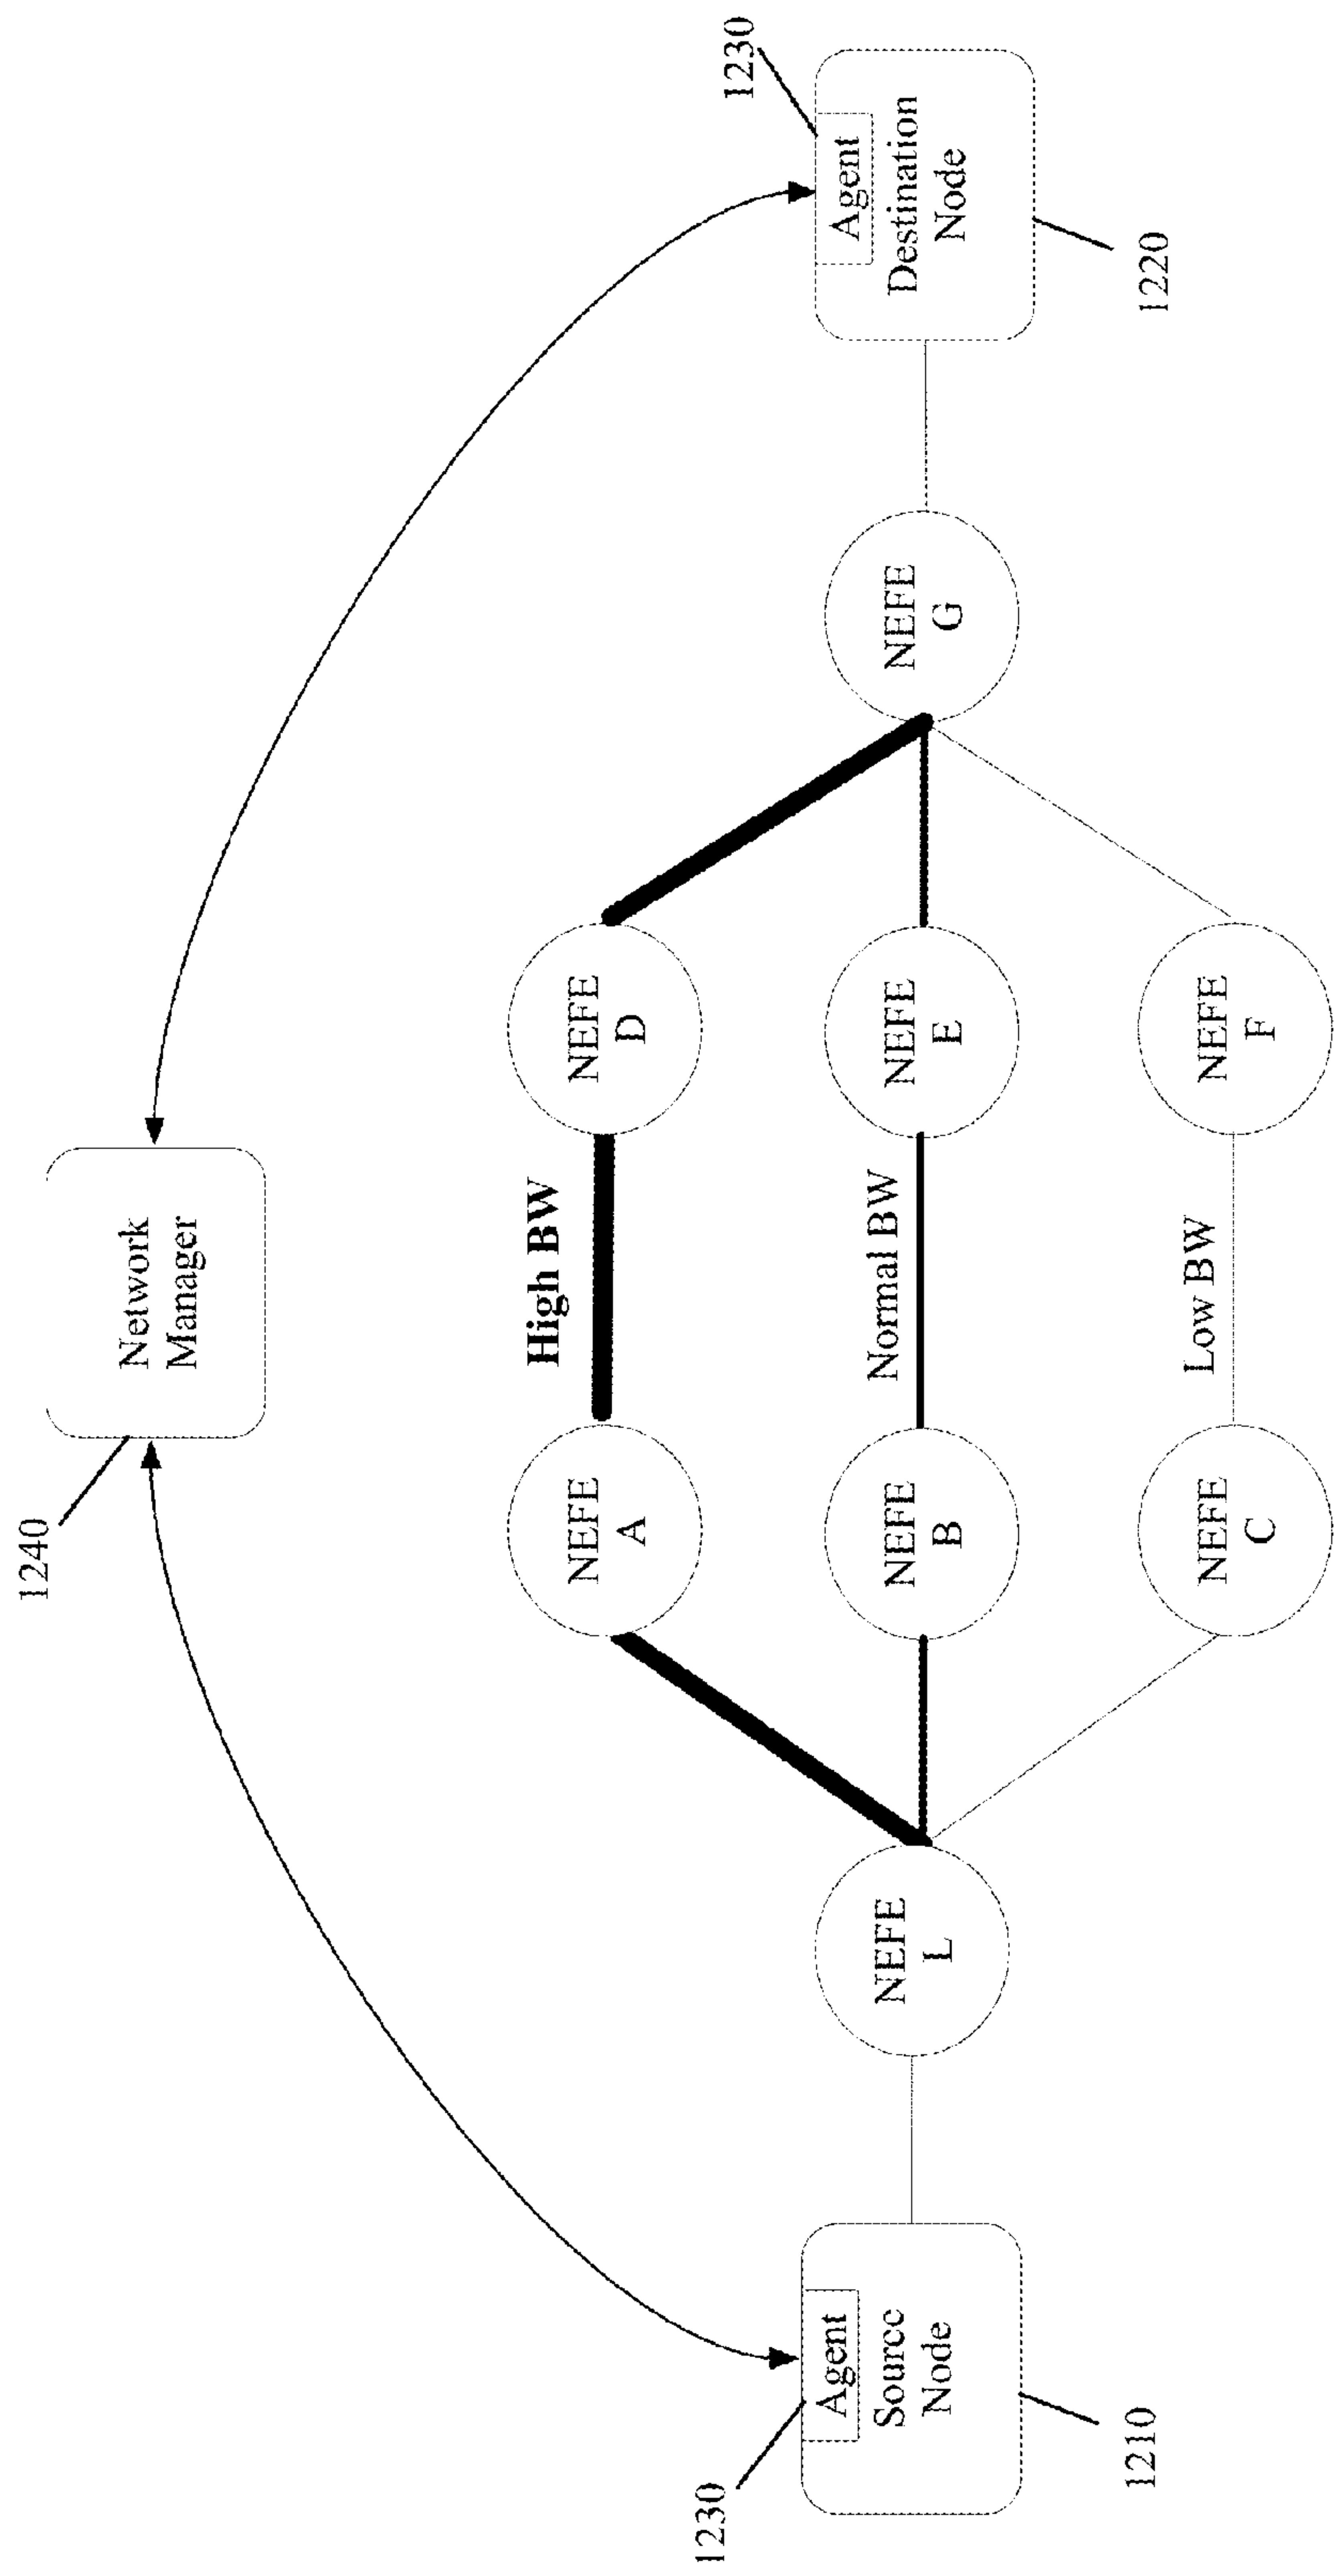 1240
Network
Manager
1230
Agent
Source
Node
1210
NEFE
L
NEFE
A
High BW
NEFE
D
NEFE
B
Normal BW
NEFE
E
NEFE
C
Low BW
NEFE
F
NEFE
G
1230
Agent
Destination
Node
1220